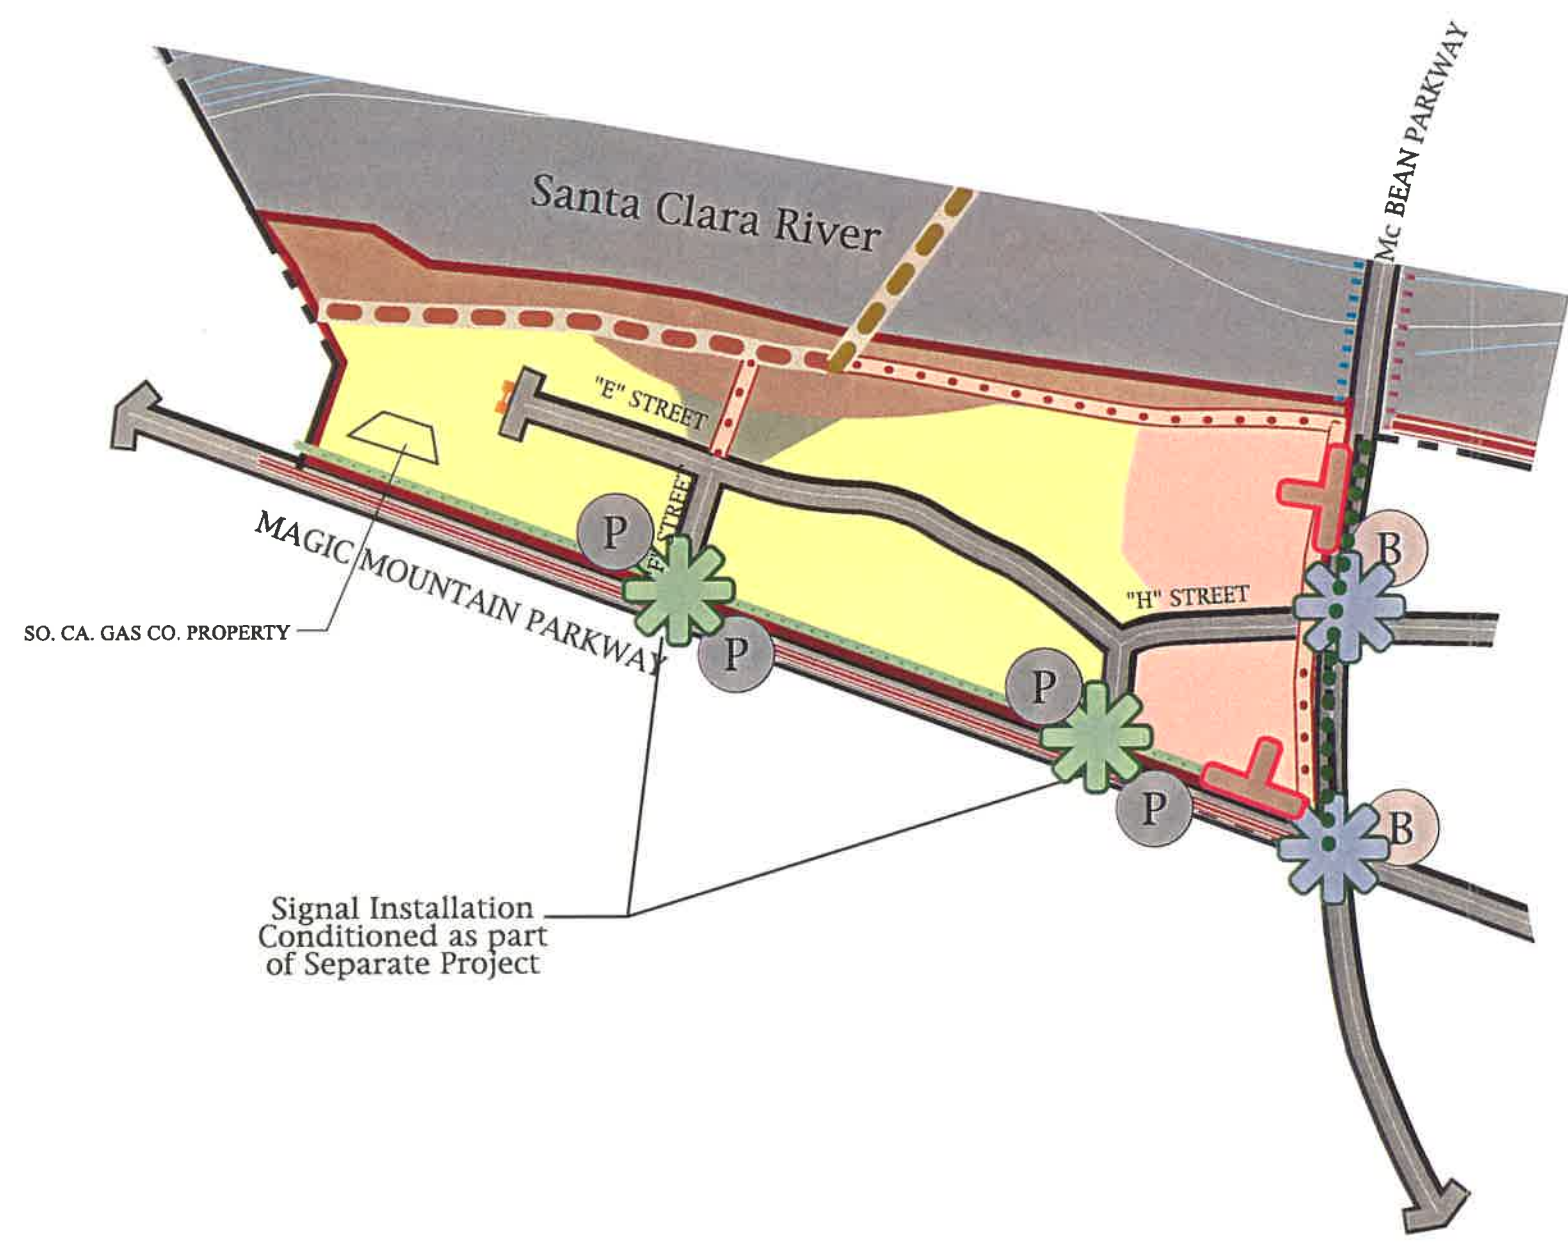 Mc BEAN PARKWAY
Santa Clara River
"E" STREET
"F" STREET
P
B
MAGIC MOUNTAIN PARKWAY
"H" STREET
SO. CA. GAS CO. PROPERTY
P
P
P
B
Signal Installation
Conditioned as part
of Separate Project